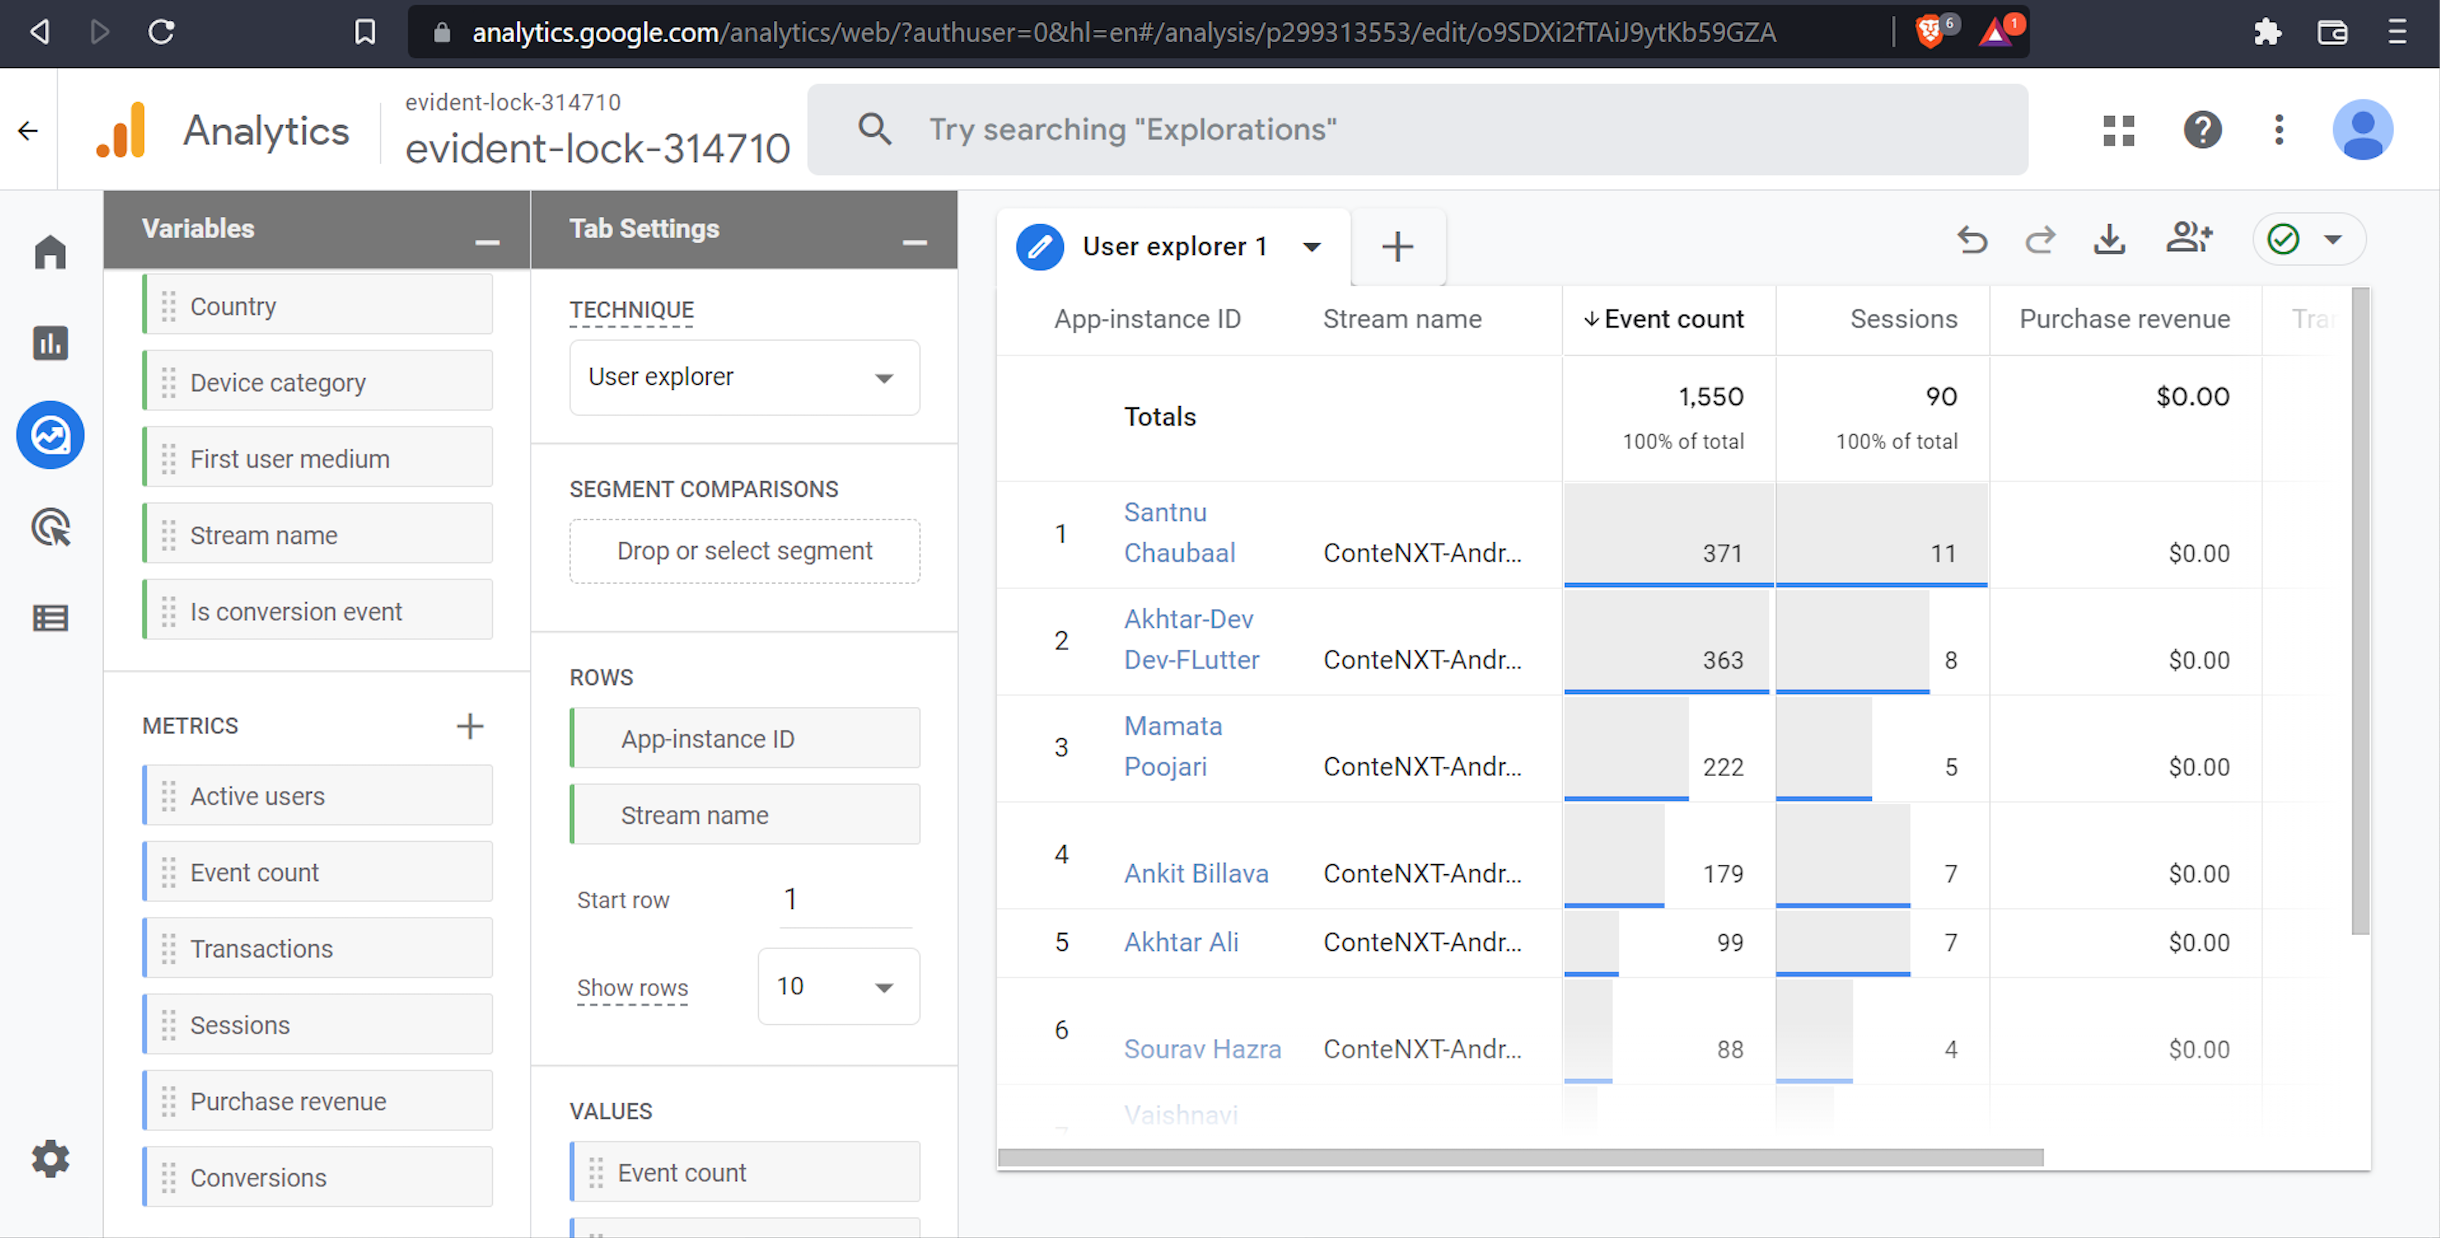 analytics.google.com/analytics/web/?authuser=0&hl=en#/analysis/p299313553/edit/o9SDXi2fTAiJ9ytKb59GZA
6
1
Analytics
evident-lock-314710
evident-lock-314710
Try searching "Explorations"
Variables
Country
Device category
First user medium
Stream name
Is conversion event
METRICS
Active users
Event count
Transactions
Sessions
Purchase revenue
Conversions
Tab Settings
TECHNIQUE
User explorer
SEGMENT COMPARISONS
Drop or select segment
ROWS
App-instance ID
Stream name
Start row 1
Show rows 10
VALUES
Event count
User explorer 1
App-instance ID Stream name Event count Sessions Purchase revenue Tra
Totals 1,550 90 $0.00
100% of total 100% of total
1 Santnu
Chaubaal ConteNXT-Andr... 371 11 $0.00
2 Akhtar-Dev
Dev-FLutter ConteNXT-Andr... 363 8 $0.00
3 Mamata
Poojari ConteNXT-Andr... 222 5 $0.00
4 Ankit Billava ConteNXT-Andr... 179 7 $0.00
5 Akhtar Ali ConteNXT-Andr... 99 7 $0.00
6 Sourav Hazra ConteNXT-Andr... 88 4 $0.00
Vaishnavi